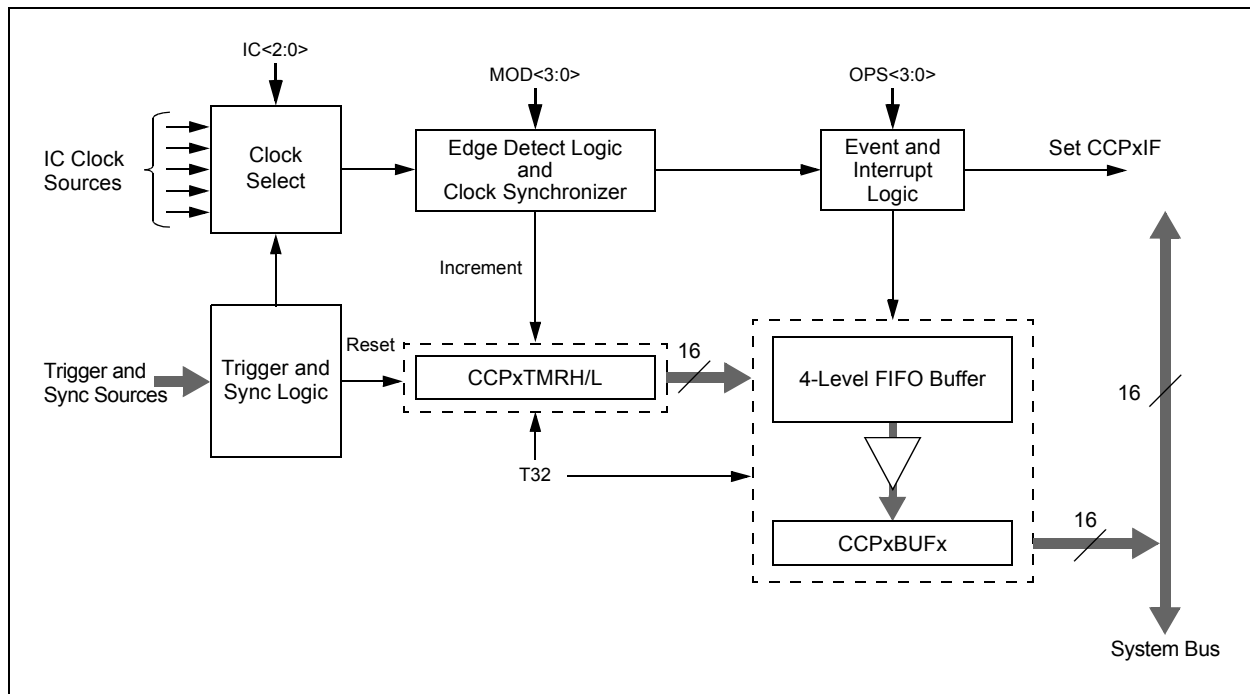 IC<2:0>
MOD<3:0>
OPS<3:0>
IC Clock
Sources
Clock
Select
Edge Detect Logic
and
Clock Synchronizer
Event and
Interrupt
Logic
Set CCPxIF
Increment
Trigger and
Sync Sources
Trigger and
Sync Logic
Reset
CCPxTMRH/L
16
4-Level FIFO Buffer
16
T32
CCPxBUFx
16
System Bus